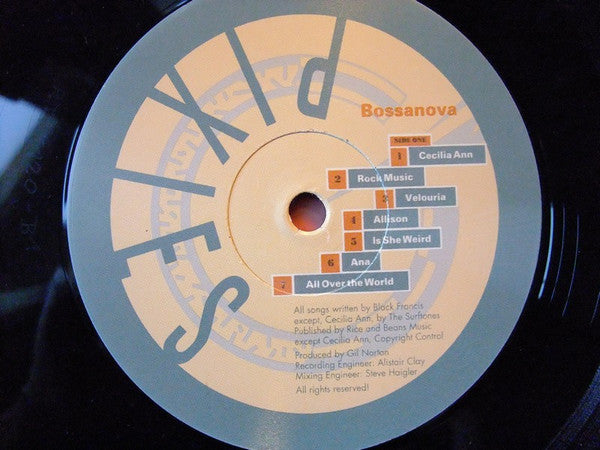 PIXIES
Bossanova
SIDE ONE
1 Cecilia Ann
2 Rock Music
3 Velouria
4 Allison
5 Is She Weird
6 Ana
7 All Over the World
All songs written by Black Francis
except, Cecilia Ann, by The Surftones
Published by Rice and Beans Music
except Cecilia Ann, Copyright Control
Produced by Gil Norton
Recording Engineer: Alistair Clay
Mixing Engineer: Steve Haigler
All rights reserved!